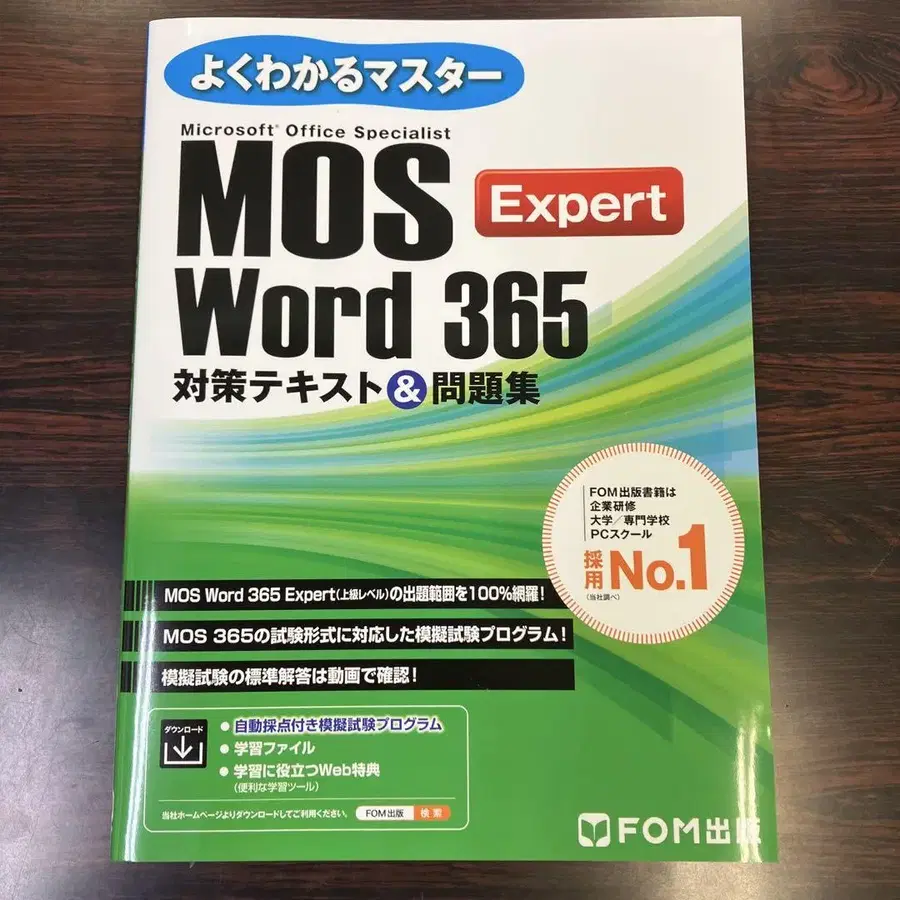 よくわかるマスター
Microsoft® Office Specialist
MOS
Expert
Word 365
対策テキスト&問題集
FOM出版書籍は
企業研修
大学/専門学校
PCスクール
採用 No.1
(当社調べ)
MOS Word 365 Expert(上級レベル)の出題範囲を100%網羅!
MOS 365の試験形式に対応した模擬試験プログラム!
模擬試験の標準解答は動画で確認!
ダウンロード
● 自動採点付き模擬試験プログラム
● 学習ファイル
● 学習に役立つWeb特典
(便利な学習ツール)
当社ホームページよりダウンロードしてご利用ください。 FOM出版 検索
FOM出版